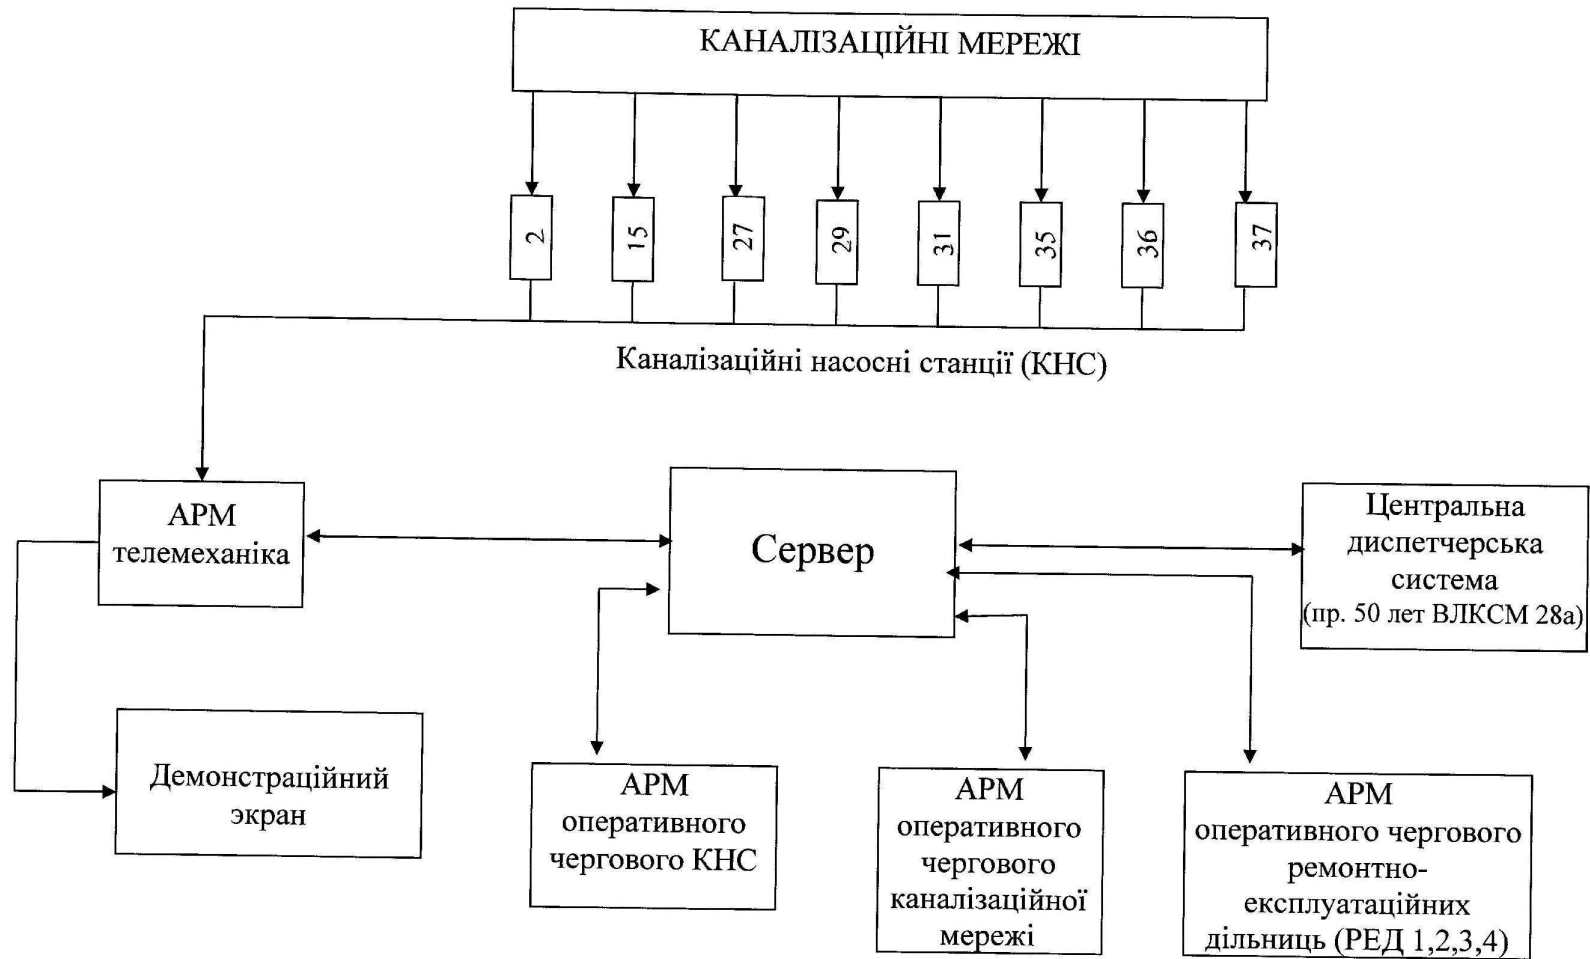 КАНАЛІЗАЦІЙНІ МЕРЕЖІ
2
15
27
29
31
35
36
37
Каналізаційні насосні станції (КНС)
АРМ
телемеханіка
Сервер
Центральна
диспетчерська
система
(пр. 50 лет ВЛКСМ 28а)
Демонстраційний
экран
АРМ
оперативного
чергового КНС
АРМ
оперативного
чергового
каналізаційної
мережі
АРМ
оперативного чергового
ремонтно-
експлуатаційних
дільниць (РЕД 1,2,3,4)